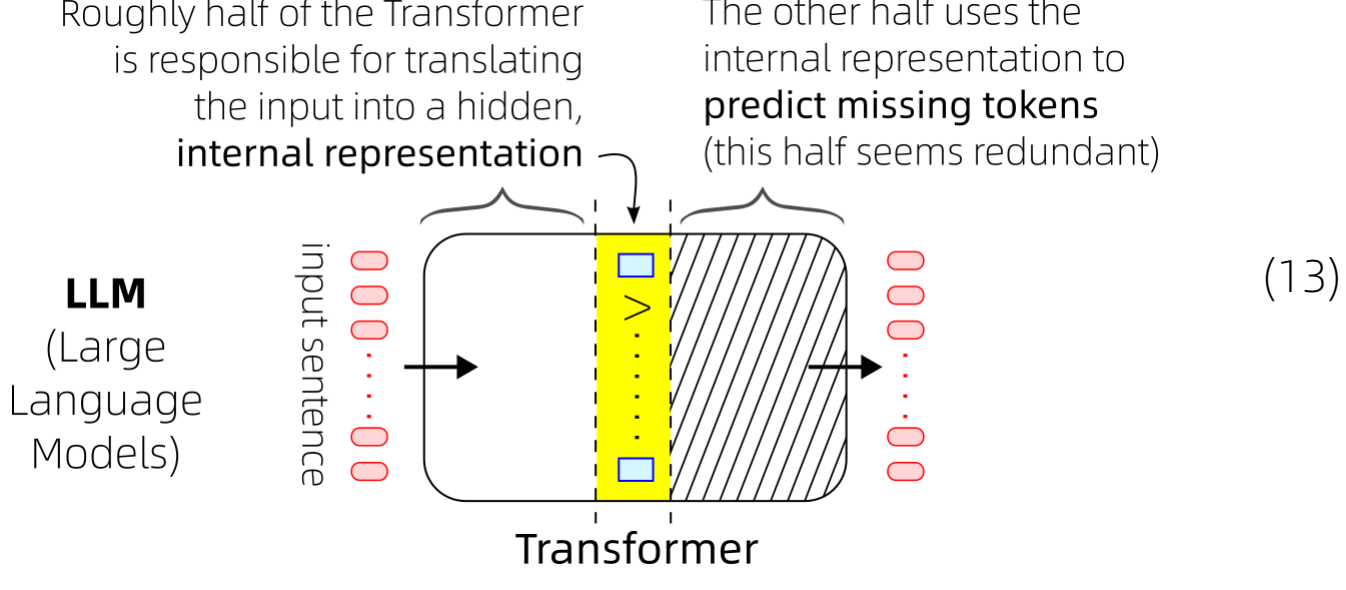 Roughly half of the Transformer
is responsible for translating
the input into a hidden,
internal representation
The other half uses the
internal representation to
predict missing tokens
(this half seems redundant)
LLM
(Large
Language
Models)
input sentence
Transformer
(13)